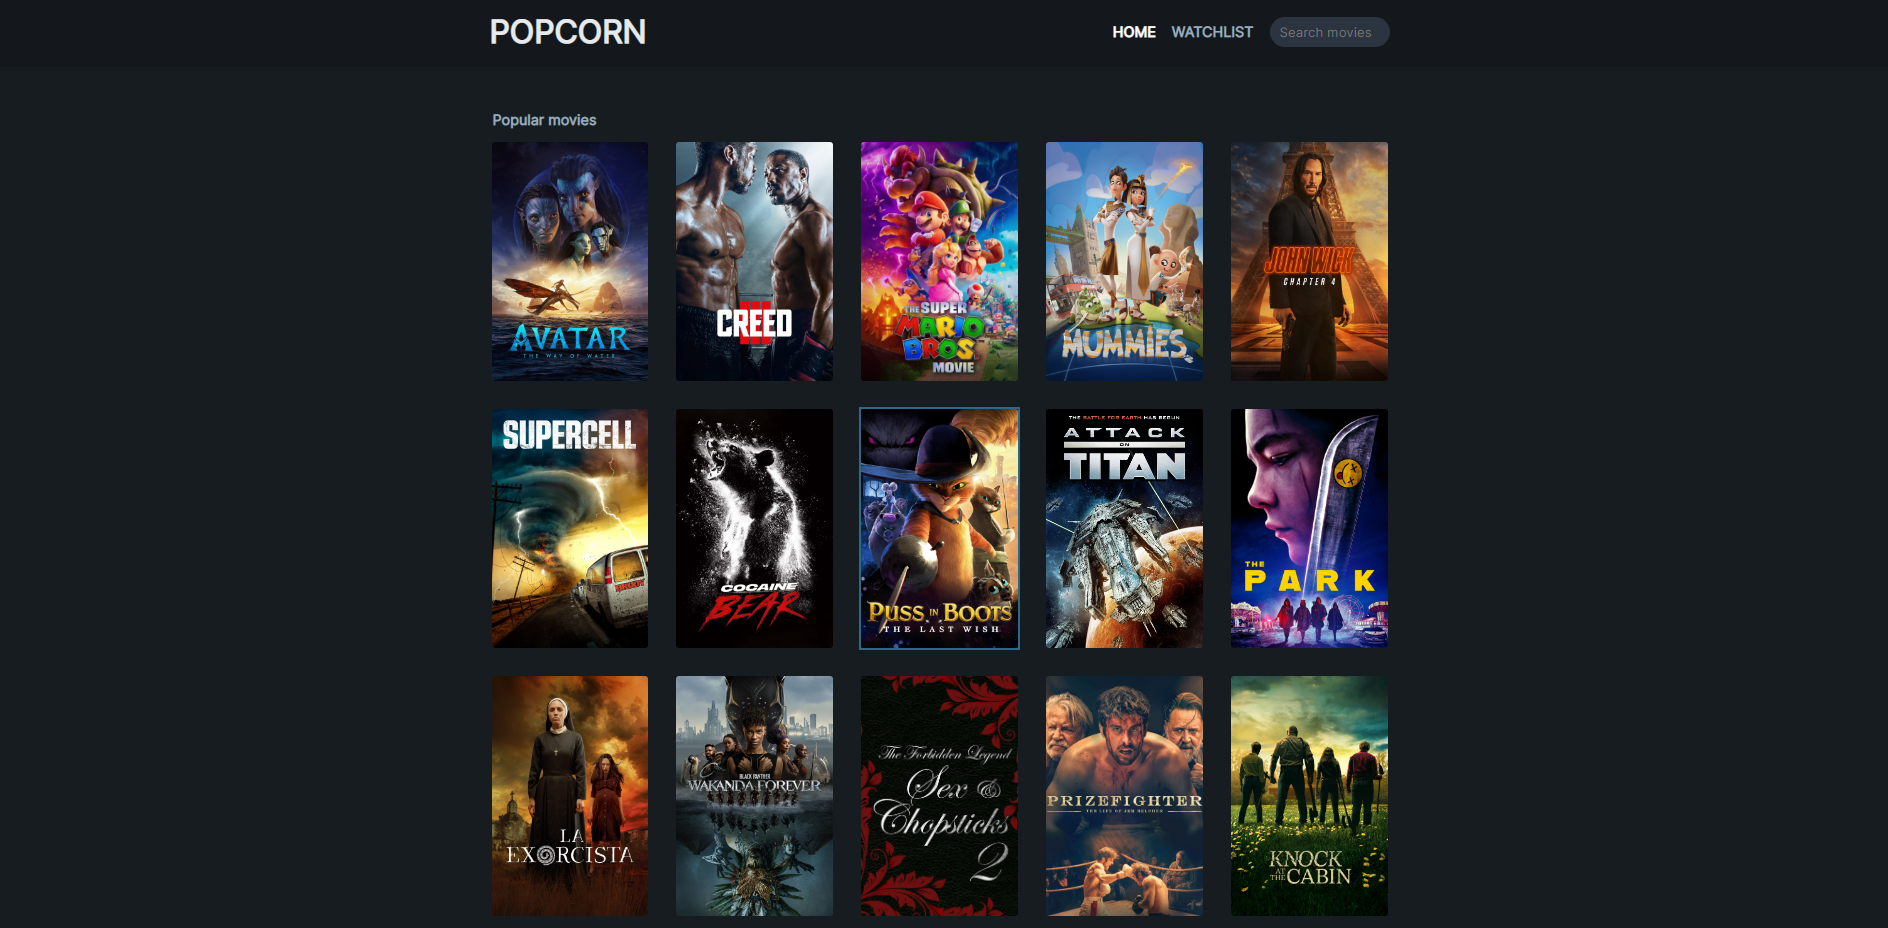 POPCORN
HOME
WATCHLIST
Search movies
Popular movies
AVATAR
THE WAY OF WATER
CREED
III
THE SUPER
MARIO
BROS
MOVIE
MUMMIES
JOHN WICK
CHAPTER 4
SUPERCELL
COCAINE
BEAR
PUSS IN BOOTS
THE LAST WISH
THE BATTLE FOR EARTH HAS BEGUN
ATTACK
ON
TITAN
THE
PARK
LA
EXORCISTA
BLACK PANTHER
WAKANDA FOREVER
The Forbidden Legend
Sex &
Chopsticks
2
PRIZEFIGHTER
THE LIFE OF JEM BELCHER
KNOCK
AT THE CABIN